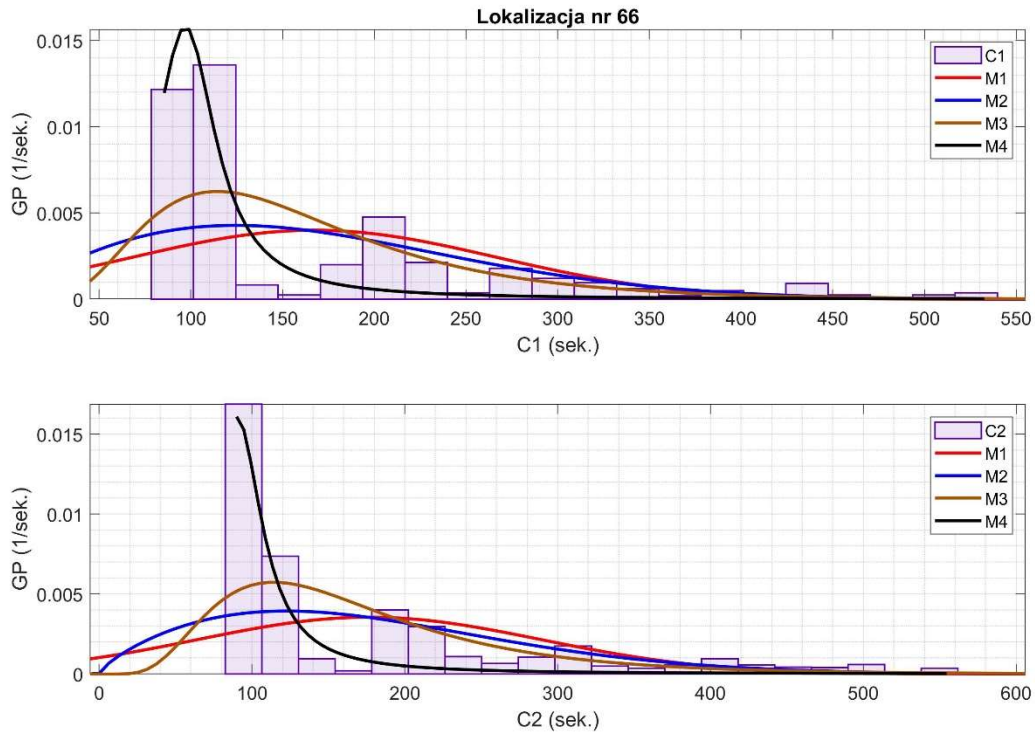 Lokalizacja nr 66
GP (1/sek.)
0.015
0.01
0.005
0
C1
M1
M2
M3
M4
50 100 150 200 250 300 350 400 450 500 550
C1 (sek.)
GP (1/sek.)
0.015
0.01
0.005
0
C2
M1
M2
M3
M4
0 100 200 300 400 500 600
C2 (sek.)